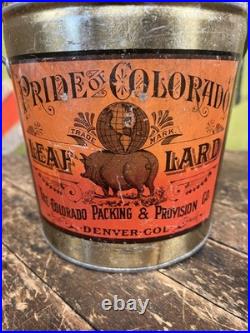 PRIDE OF COLORADO
TRADE MARK.
LEAF LARD
THE COLORADO PACKING & PROVISION CO
DENVER-COL.